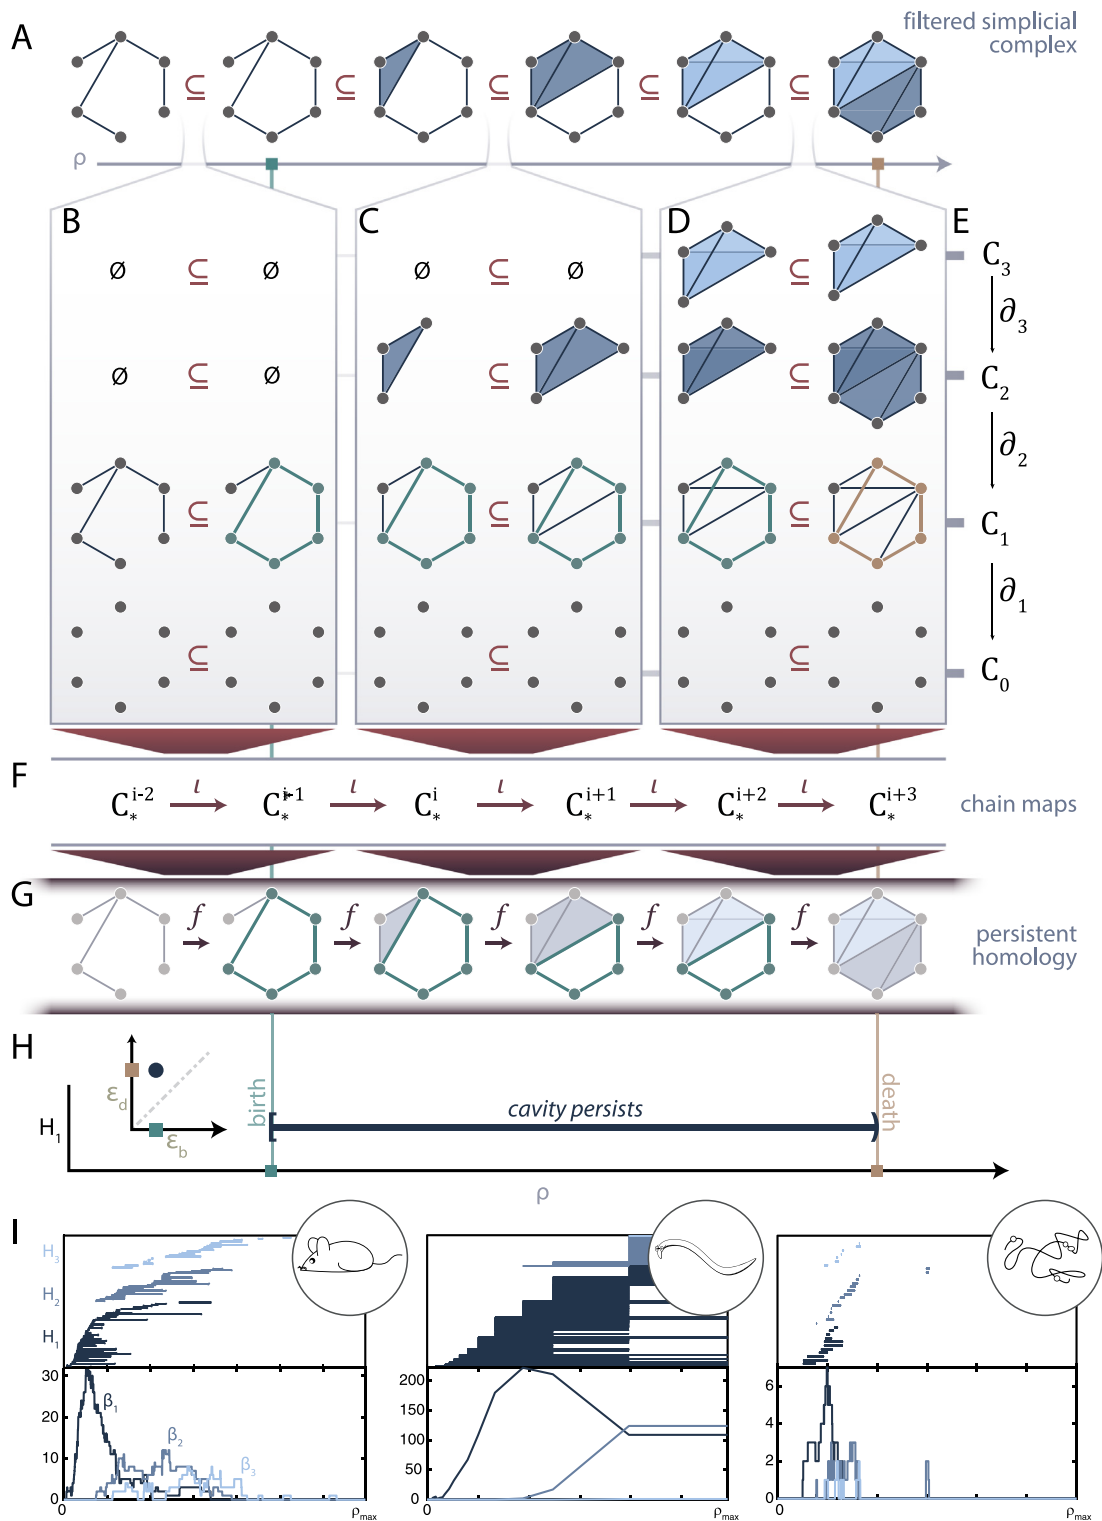 A
filtered simplicial
complex
⊆ ⊆ ⊆ ⊆ ⊆
ρ
B C D E
∅ ⊆ ∅ ∅ ⊆ ∅ ⊆ C3
∂3
∅ ⊆ ∅ ⊆ ⊆ C2
∂2
⊆ ⊆ ⊆ C1
∂1
⊆ ⊆ ⊆ C0
F
C*^i-2 ι C*^i-1 ι C*^i ι C*^i+1 ι C*^i+2 ι C*^i+3 chain maps
G
f f f f f
persistent
homology
H
εd
εb
H1
birth
cavity persists
death
ρ
I
H3
H2
H1
30
20
10
0
β1
β2
β3
0 ρmax
200
150
100
50
0
0 ρmax
6
4
2
0
0 ρmax